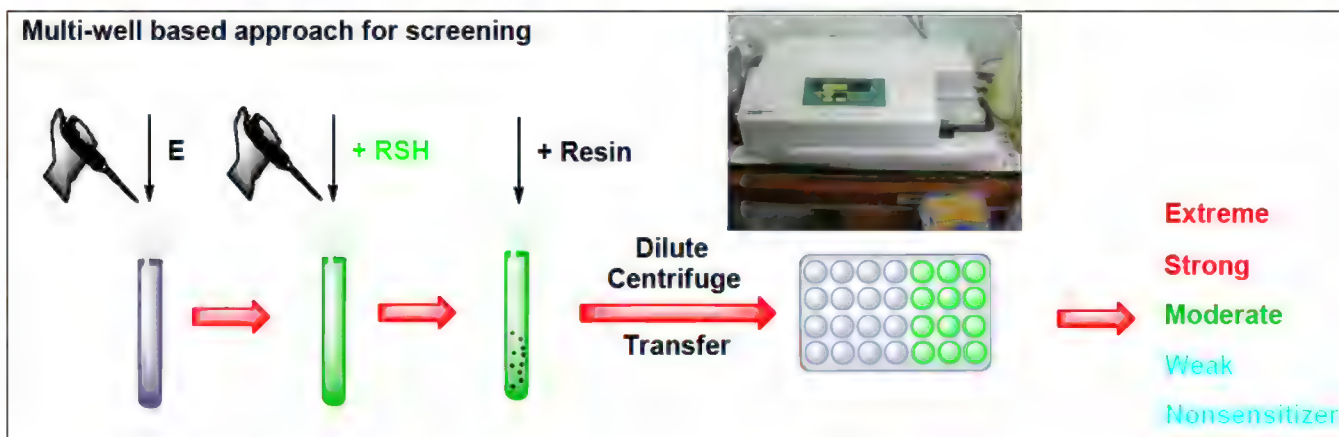 Multi-well based approach for screening
E
+ RSH
+ Resin
Dilute
Centrifuge
Transfer
Extreme
Strong
Moderate
Weak
Nonsensitizer